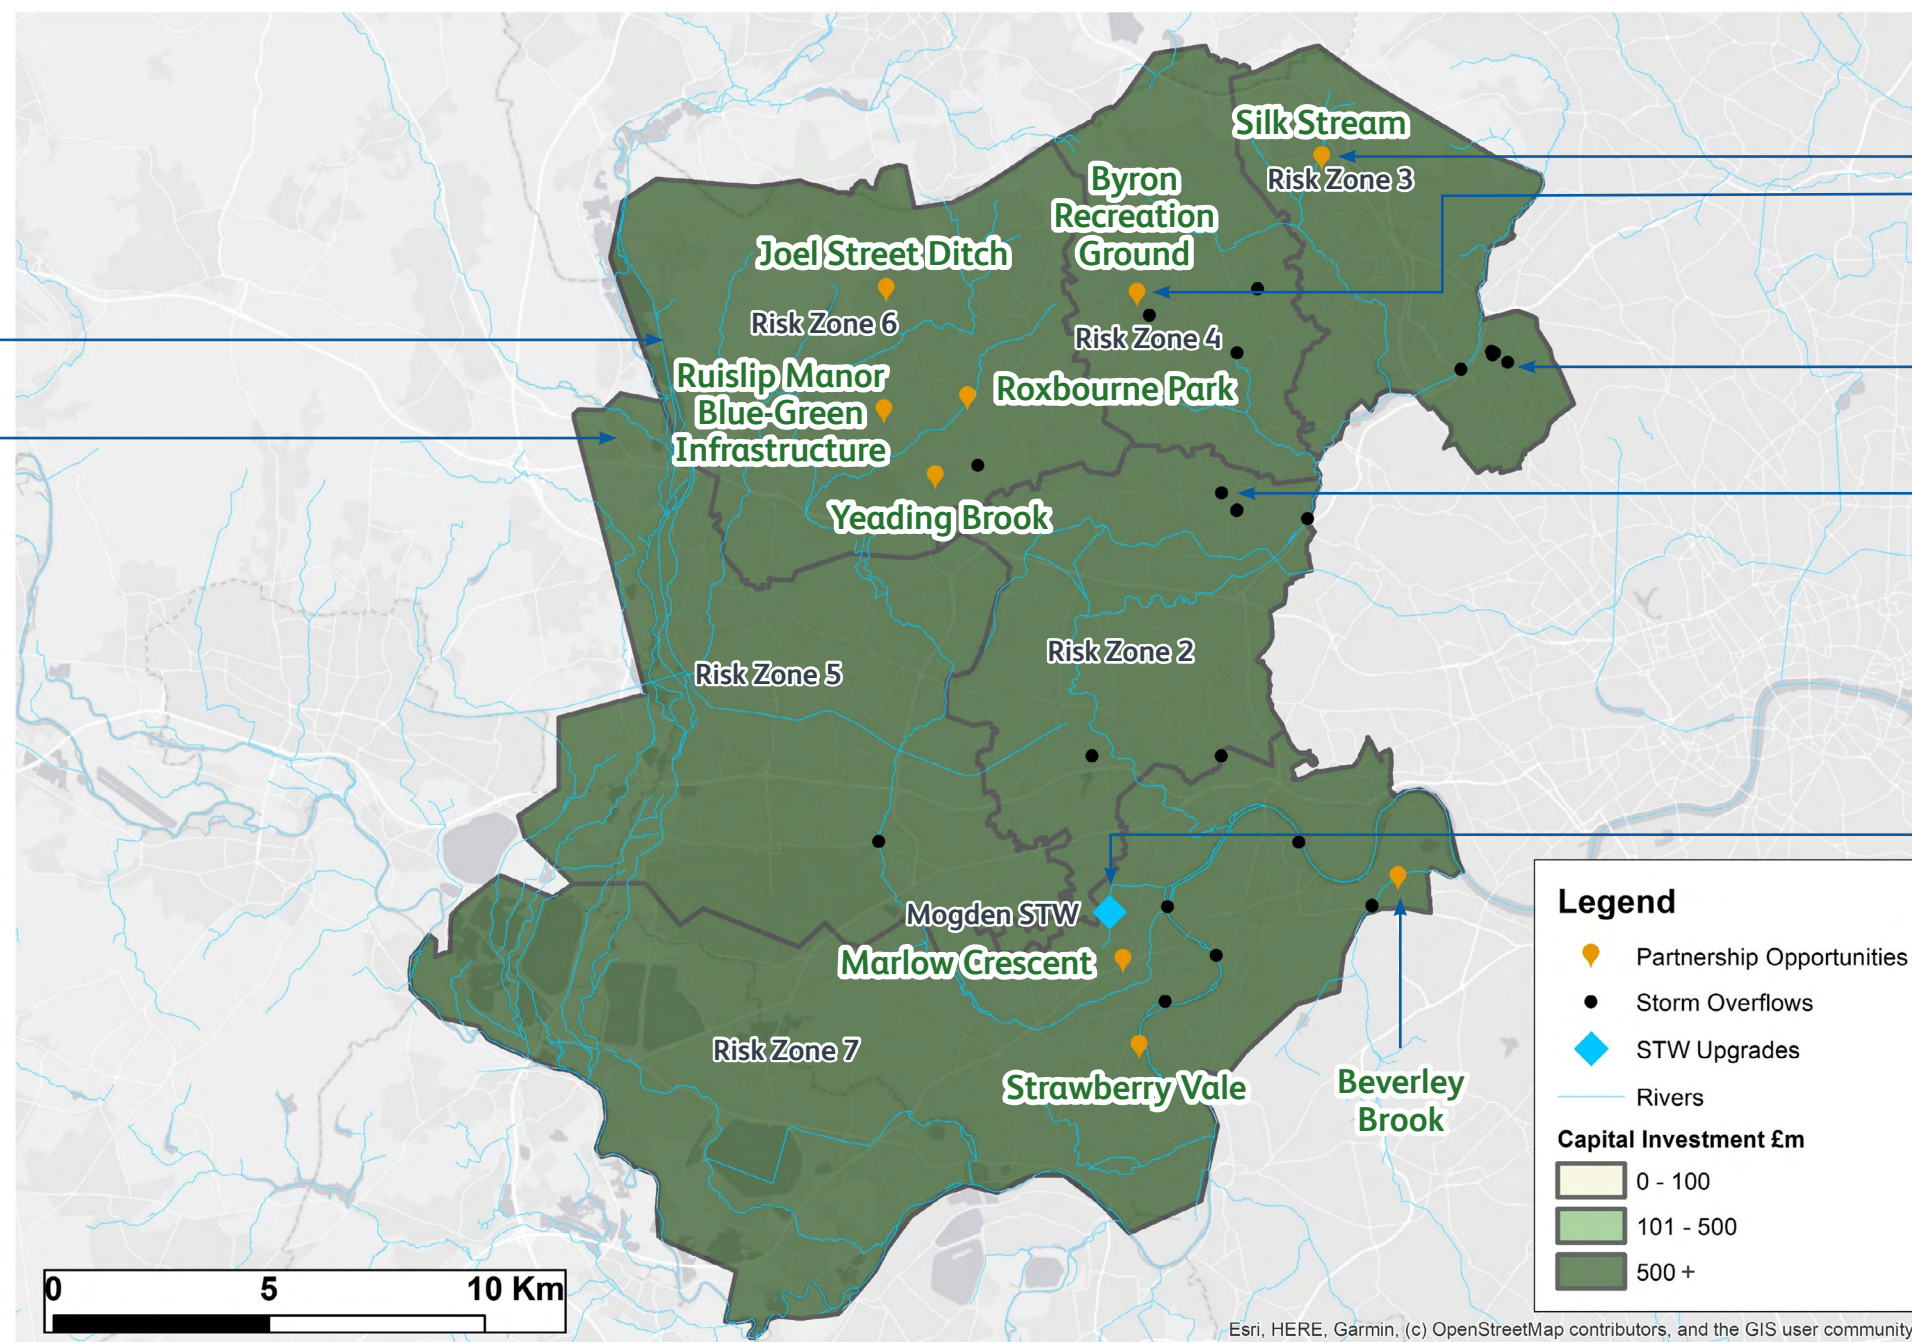 Silk Stream
Risk Zone 3
Byron
Recreation
Ground
Joel Street Ditch
Risk Zone 6
Risk Zone 4
Ruislip Manor
Blue-Green
Infrastructure
Roxbourne Park
Yeading Brook
Risk Zone 2
Risk Zone 5
Mogden STW
Marlow Crescent
Risk Zone 7
Strawberry Vale
Beverley
Brook
Legend
Partnership Opportunities
Storm Overflows
STW Upgrades
Rivers
Capital Investment £m
0 - 100
101 - 500
500 +
0 5 10 Km
Esri, HERE, Garmin, (c) OpenStreetMap contributors, and the GIS user community